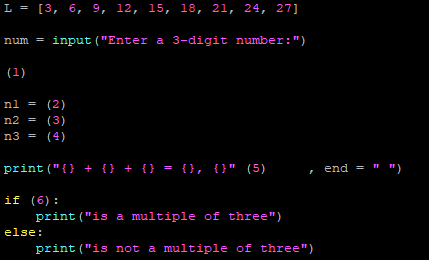 L = [3, 6, 9, 12, 15, 18, 21, 24, 27]
num = input("Enter a 3-digit number:")
(1)
n1 = (2)
n2 = (3)
n3 = (4)
print("{} + {} + {} = {}, {}" (5)     , end = " ")
if (6):
    print("is a multiple of three")
else:
    print("is not a multiple of three")